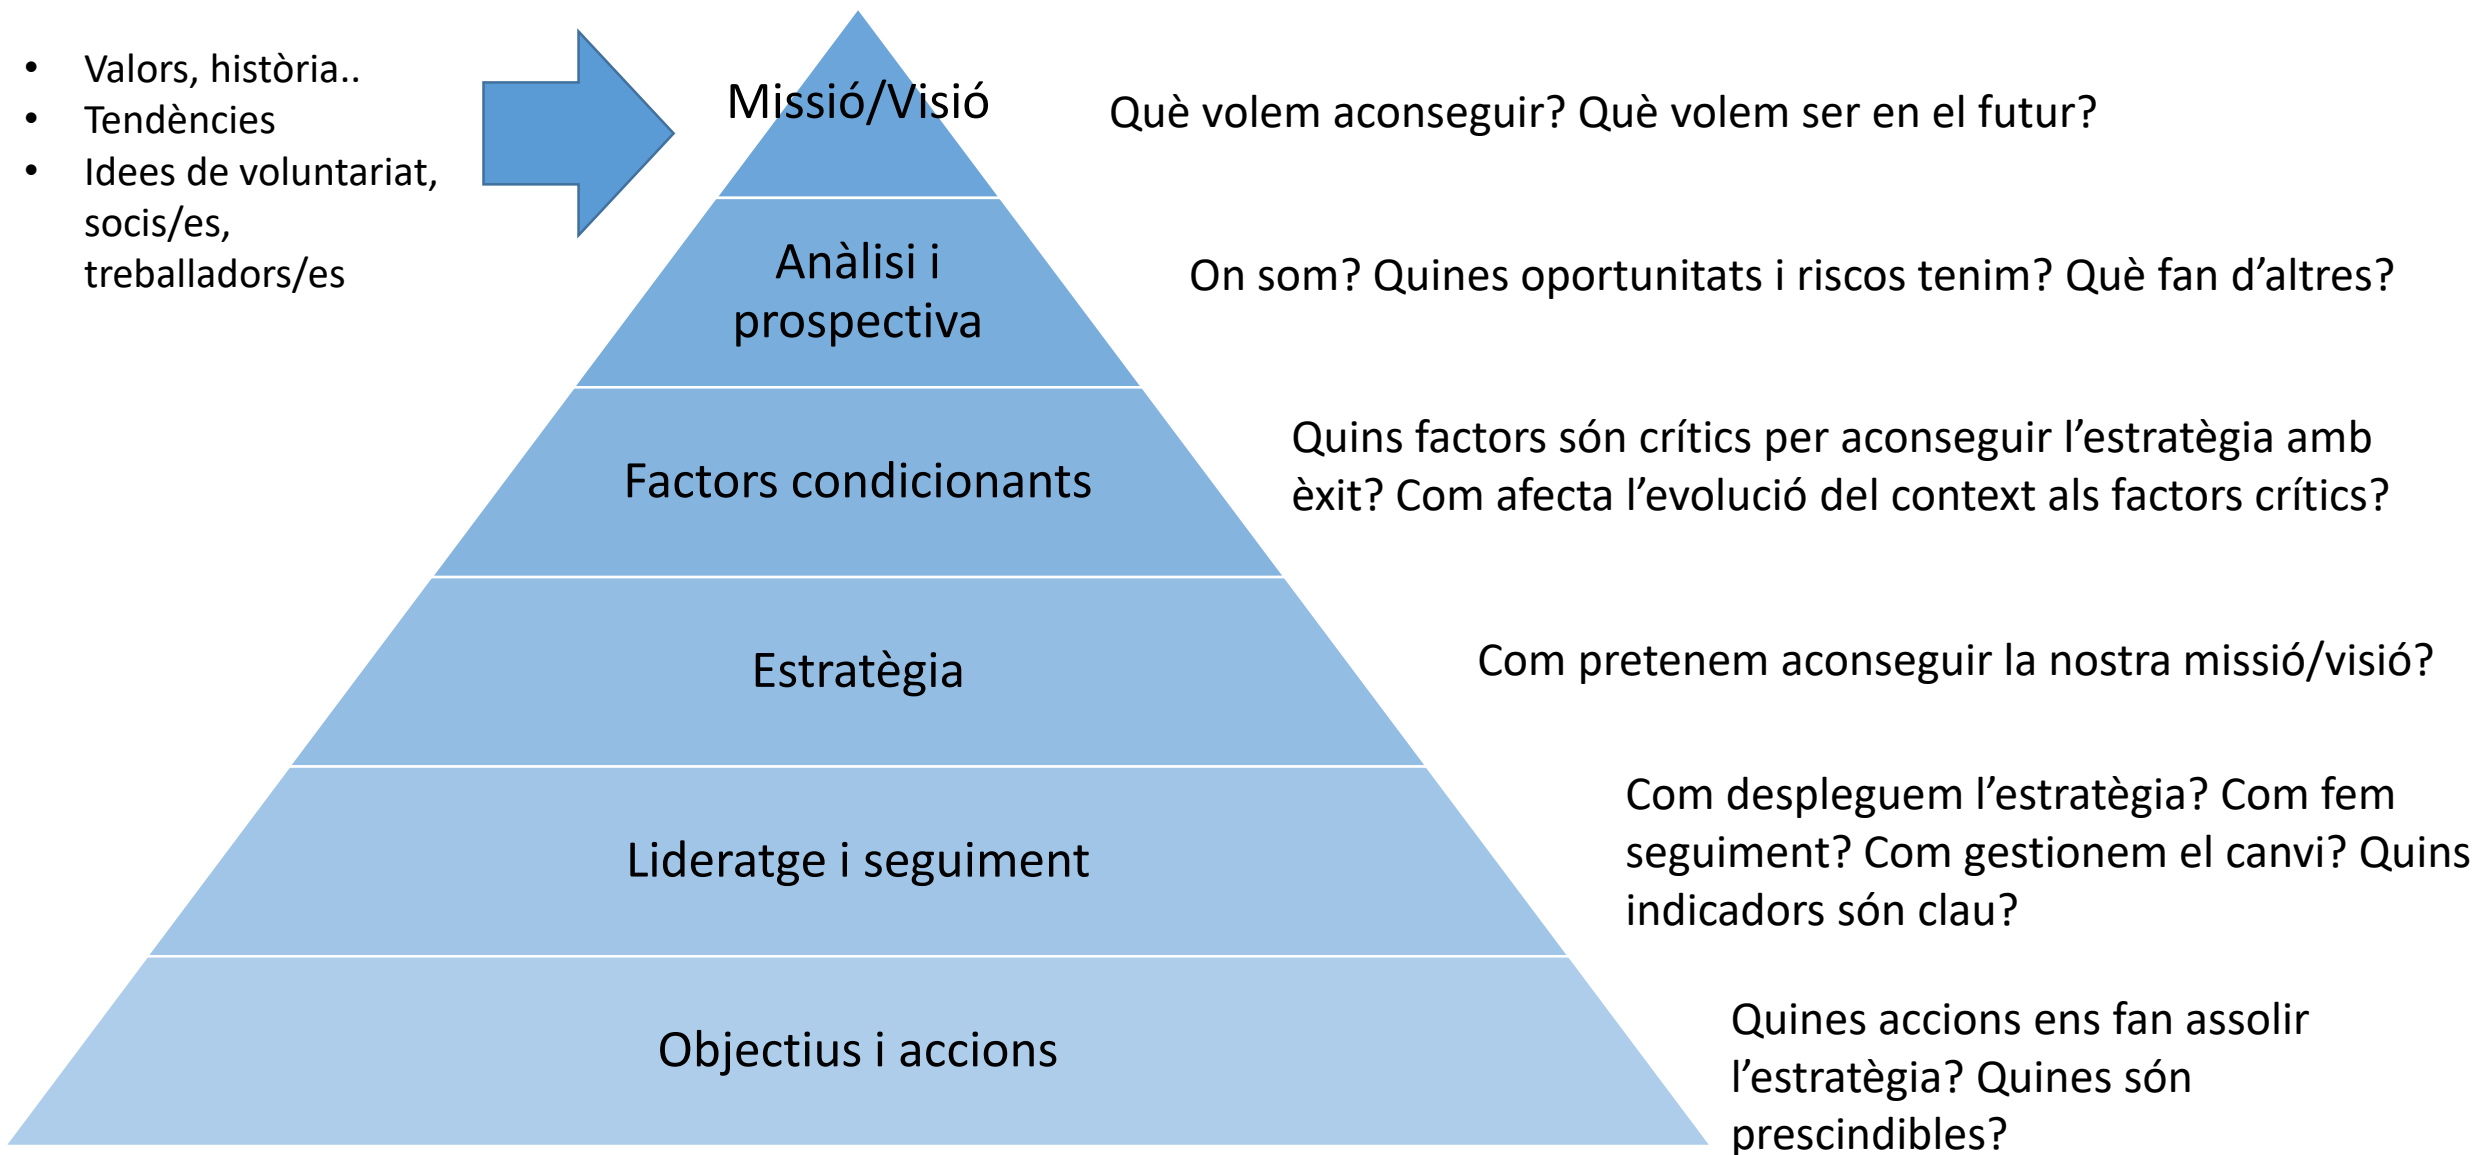 • Valors, història..
• Tendències
• Idees de voluntariat,
socis/es,
treballadors/es
Missió/Visió
Què volem aconseguir? Què volem ser en el futur?
Anàlisi i
prospectiva
On som? Quines oportunitats i riscos tenim? Què fan d’altres?
Factors condicionants
Quins factors són crítics per aconseguir l’estratègia amb
èxit? Com afecta l’evolució del context als factors crítics?
Estratègia
Com pretenem aconseguir la nostra missió/visió?
Lideratge i seguiment
Com despleguem l’estratègia? Com fem
seguiment? Com gestionem el canvi? Quins
indicadors són clau?
Objectius i accions
Quines accions ens fan assolir
l’estratègia? Quines són
prescindibles?